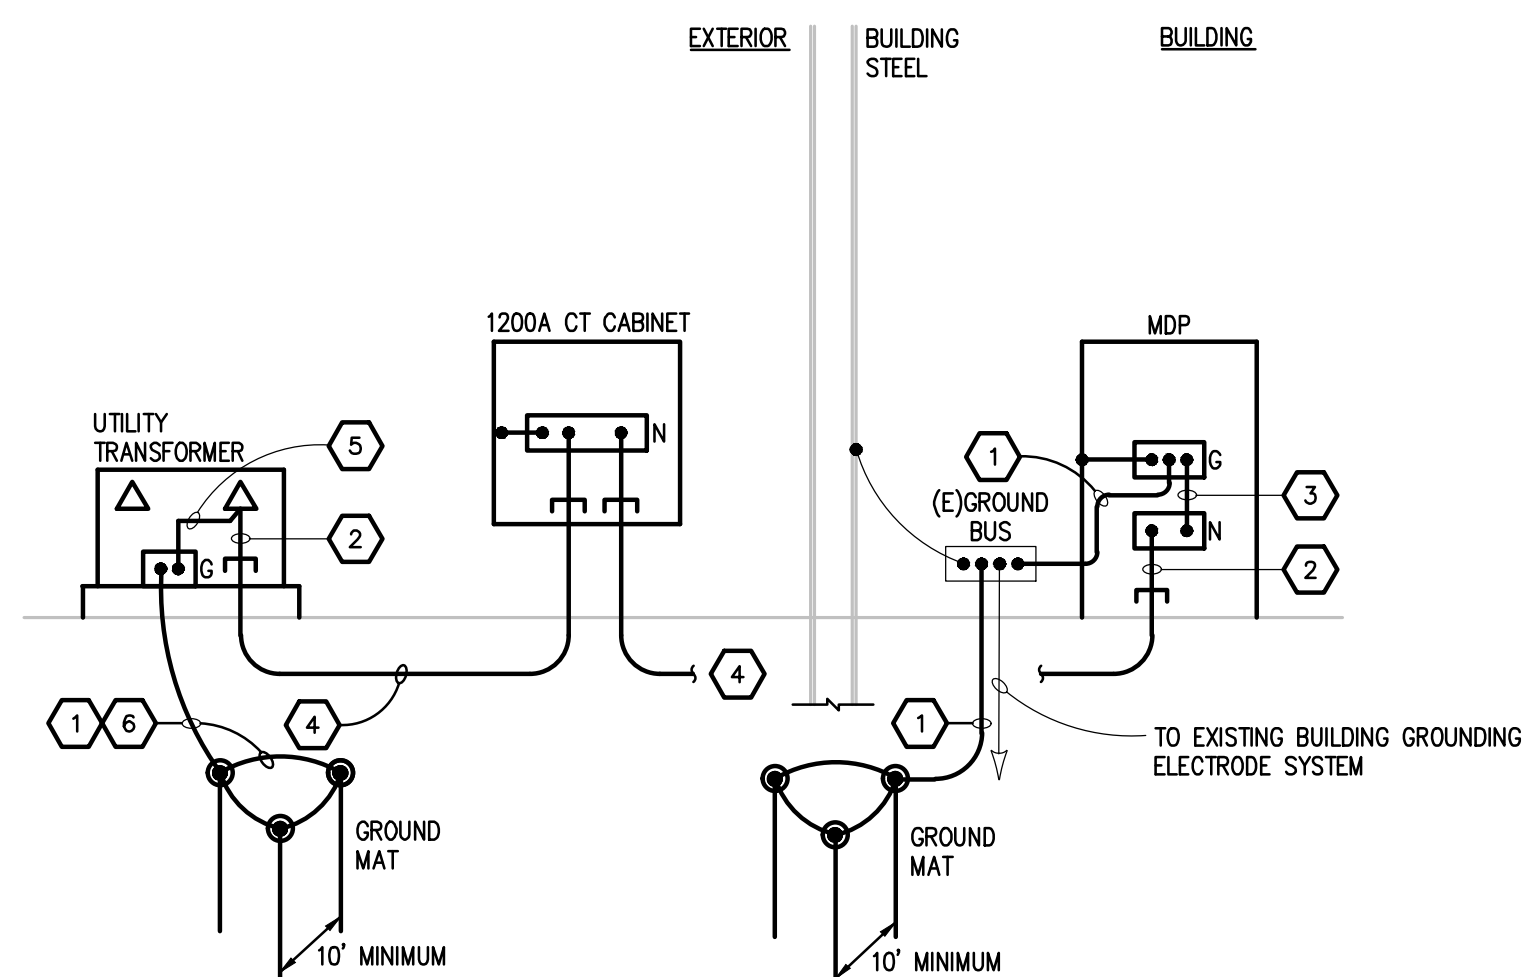 EXTERIOR
BUILDING
STEEL
BUILDING
1200A CT CABINET
MDP
UTILITY
TRANSFORMER
5
N
1
G
(E)GROUND
BUS
3
2
N
G
2
4
1
6
4
1
TO EXISTING BUILDING GROUNDING
ELECTRODE SYSTEM
GROUND
MAT
GROUND
MAT
10' MINIMUM
10' MINIMUM